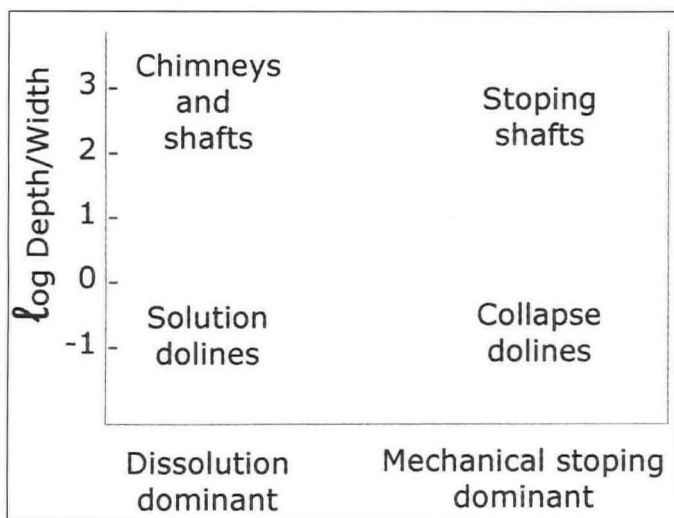 ℓog Depth/Width
3
2
1
0
-1
Chimneys
and
shafts
Stoping
shafts
Solution
dolines
Collapse
dolines
Dissolution
dominant
Mechanical stoping
dominant